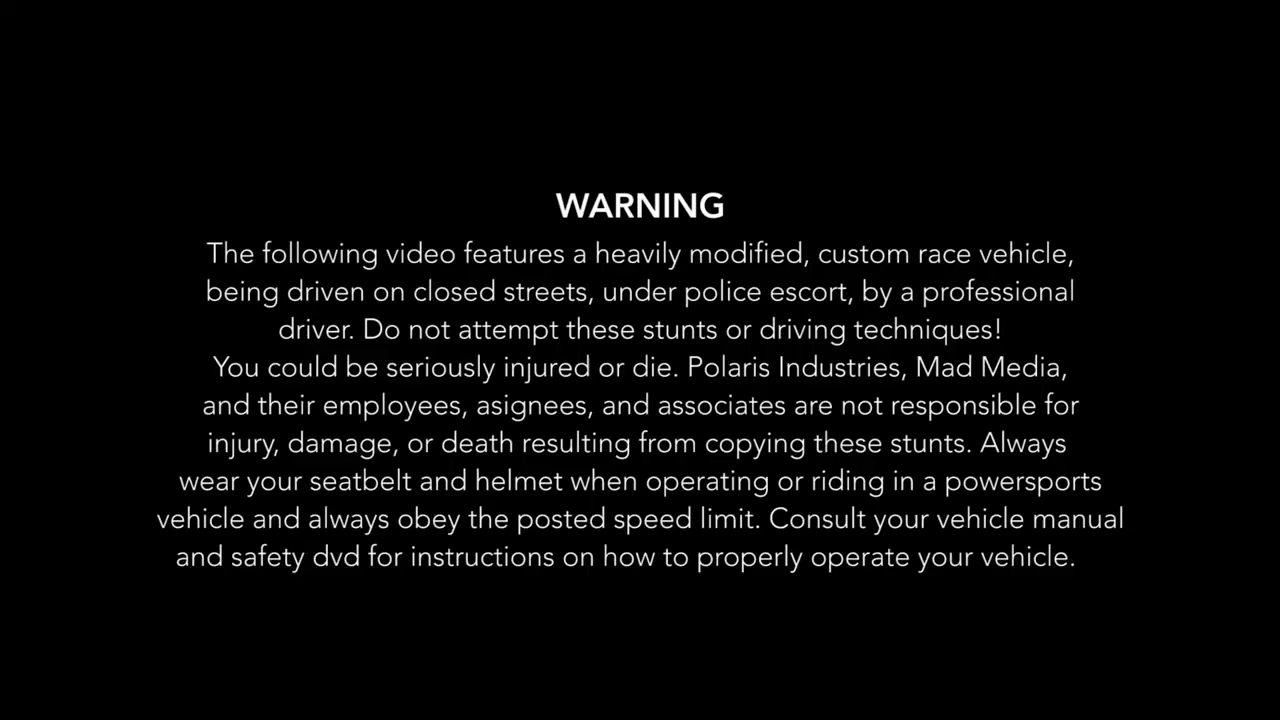 WARNING
The following video features a heavily modified, custom race vehicle,
being driven on closed streets, under police escort, by a professional
driver. Do not attempt these stunts or driving techniques!
You could be seriously injured or die. Polaris Industries, Mad Media,
and their employees, asignees, and associates are not responsible for
injury, damage, or death resulting from copying these stunts. Always
wear your seatbelt and helmet when operating or riding in a powersports
vehicle and always obey the posted speed limit. Consult your vehicle manual
and safety dvd for instructions on how to properly operate your vehicle.